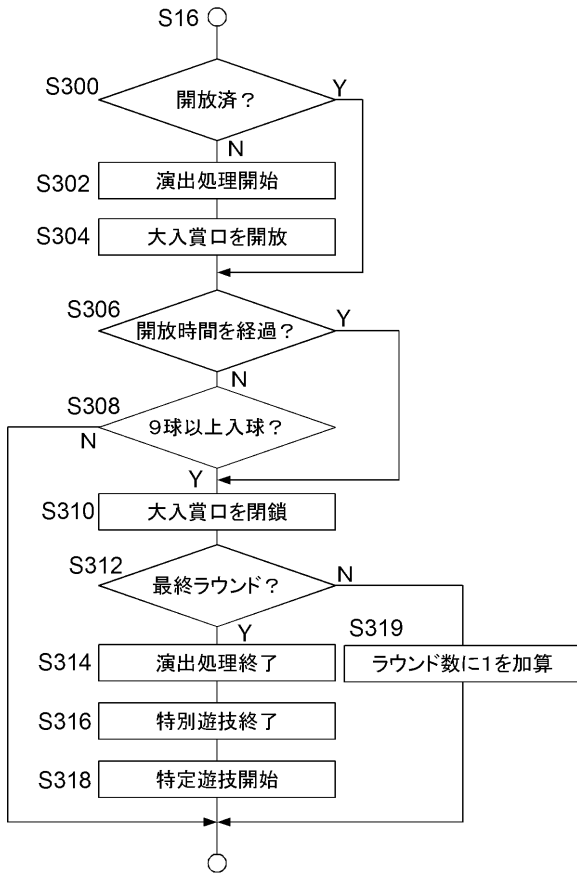 S16
S300
開放済？
Y
N
S302
演出処理開始
S304
大入賞口を開放
S306
開放時間を経過？
Y
N
S308
９球以上入球？
N
Y
S310
大入賞口を閉鎖
S312
最終ラウンド？
N
Y
S319
ラウンド数に１を加算
S314
演出処理終了
S316
特別遊技終了
S318
特定遊技開始